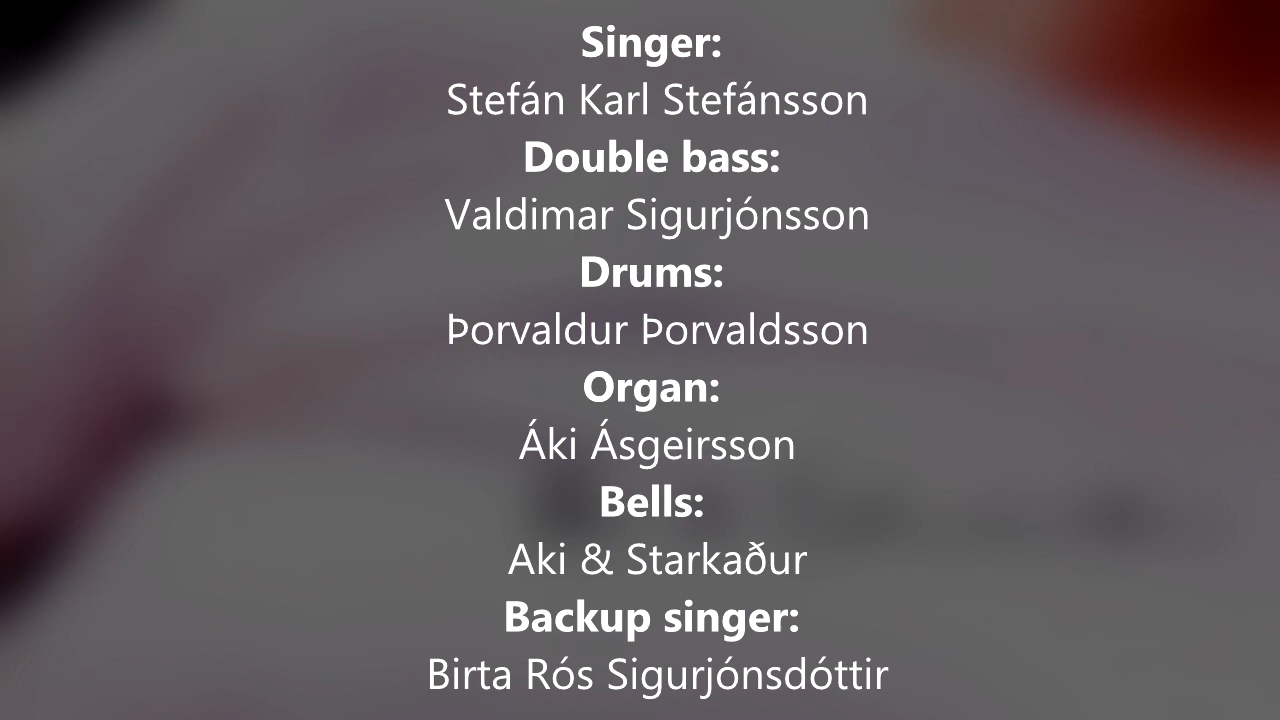 Singer:
Stefán Karl Stefánsson
Double bass:
Valdimar Sigurjónsson
Drums:
Þorvaldur Þorvaldsson
Organ:
Áki Ásgeirsson
Bells:
Aki & Starkaður
Backup singer:
Birta Rós Sigurjónsdóttir